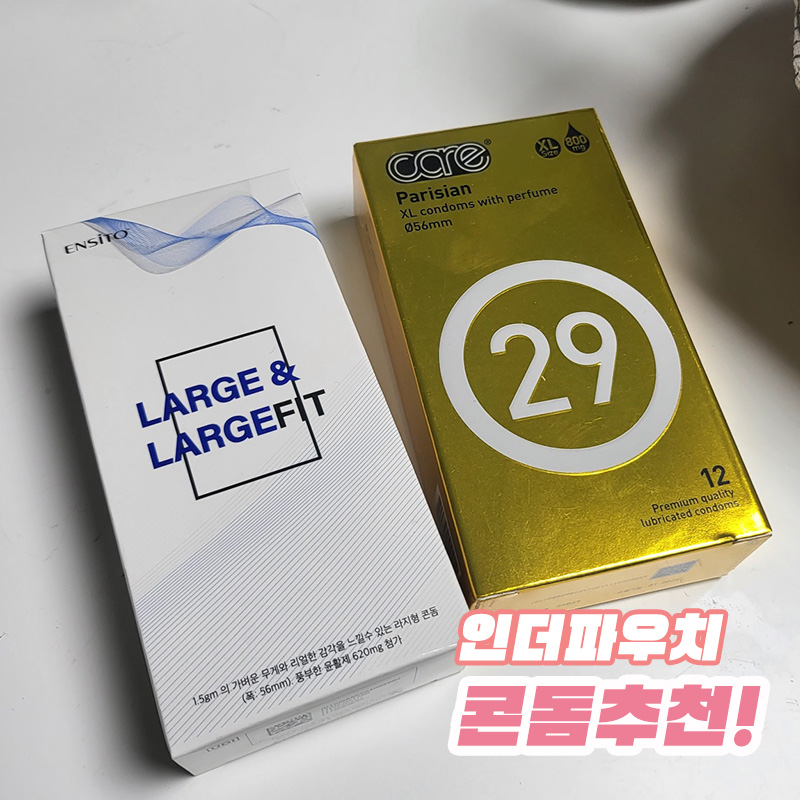 ENSiTO
LARGE &
LARGEFIT
1.5gm 의 가벼운 무게와 리얼한 감각을 느낄수 있는 라지형 콘돔
(폭: 56mm). 풍부한 윤활제 620mg 첨가
care®
XL
Size
800
mg
Parisian
XL condoms with perfume
Ø56mm
29
12
Premium quality
lubricated condoms
인더파우치
콘돔추천!